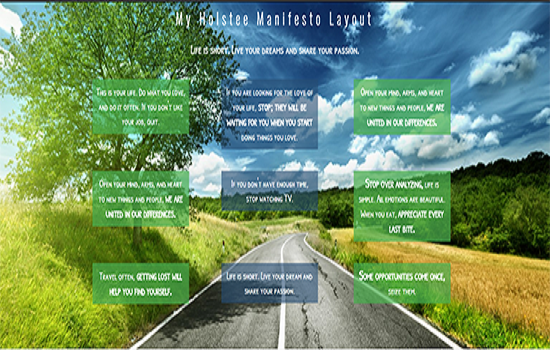 My Holstee Manifesto Layout
Life is short. Live your dreams and share your passion.
This is your life. Do what you love,
and do it often. If you don't like
your job, quit.
If you are looking for the love of
your life, stop; they will be
waiting for you when you start
doing things you love.
Open your mind, arms, and heart
to new things and people, we are
united in our differences.
Open your mind, arms, and heart
to new things and people, we are
united in our differences.
If you don't have enough time,
stop watching TV.
Stop over analyzing, life is
simple. All emotions are beautiful.
When you eat, appreciate every
last bite.
Travel often, getting lost will
help you find yourself.
Life is short. Live your dream and
share your passion.
Some opportunities come once,
seize them.